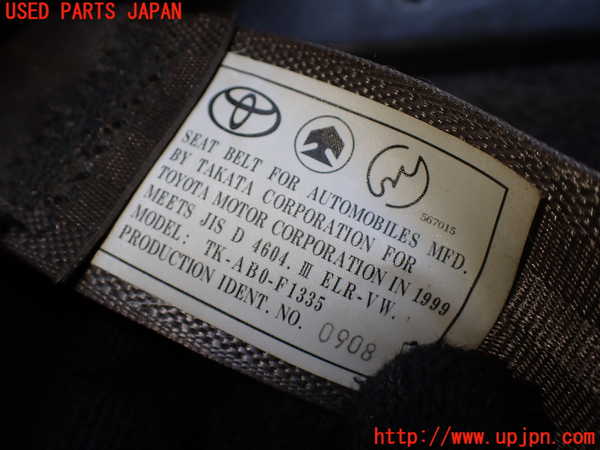 USED PARTS JAPAN
567015
SEAT BELT FOR AUTOMOBILES MFD.
BY TAKATA CORPORATION FOR
TOYOTA MOTOR CORPORATION IN 1999
MEETS JIS D 4604. Ⅲ ELR-VW.
MODEL: TK-AB0-F1335
PRODUCTION IDENT. NO. 0908
http://www.upjpn.com/